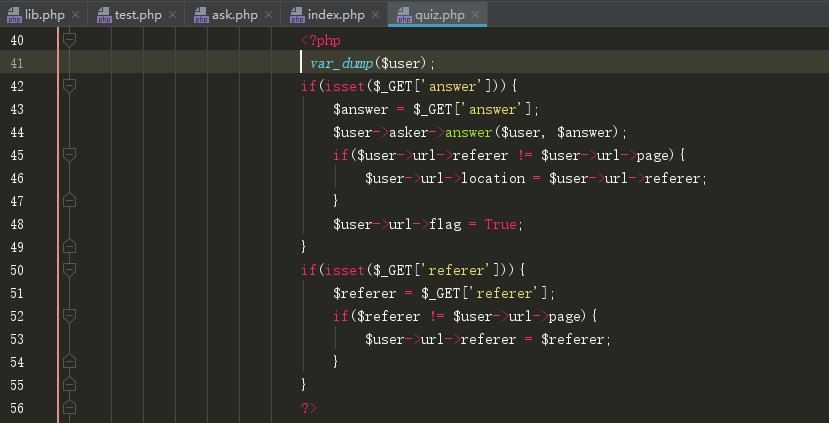 lib.php × test.php × ask.php × index.php × quiz.php ×
40 <?php
41 var_dump($user);
42 if(isset($_GET['answer'])){
43 $answer = $_GET['answer'];
44 $user->asker->answer($user, $answer);
45 if($user->url->referer != $user->url->page){
46 $user->url->location = $user->url->referer;
47 }
48 $user->url->flag = True;
49 }
50 if(isset($_GET['referer'])){
51 $referer = $_GET['referer'];
52 if($referer != $user->url->page){
53 $user->url->referer = $referer;
54 }
55 }
56 ?>